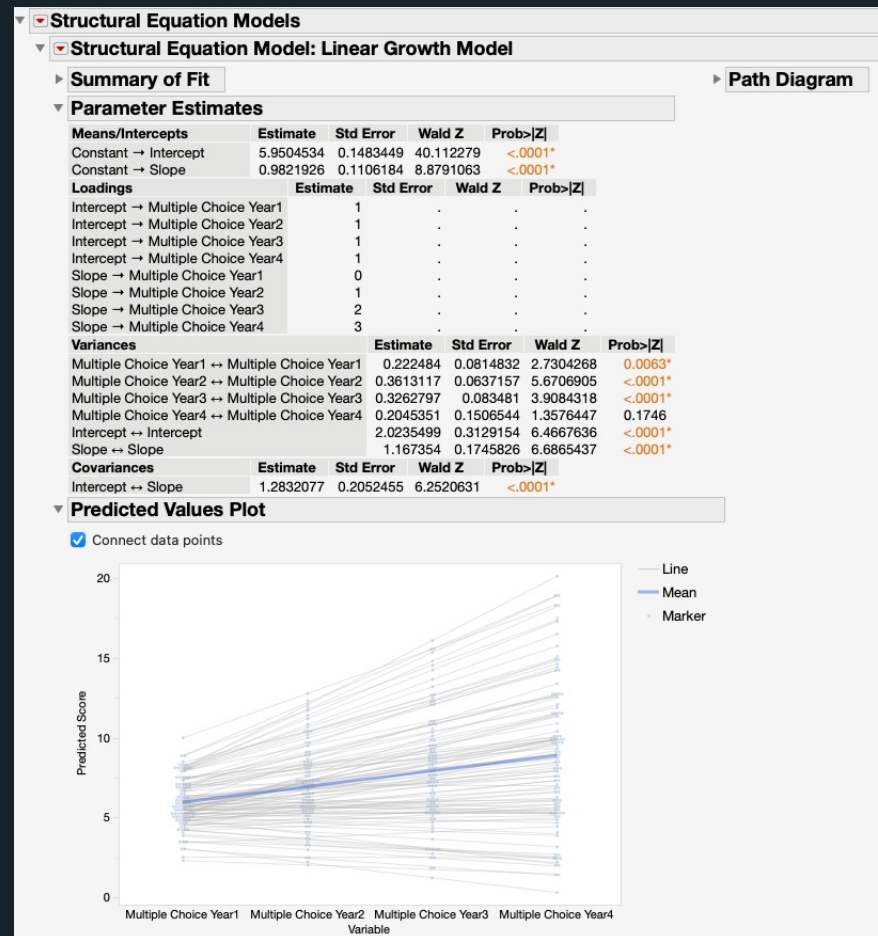 Structural Equation Models
Structural Equation Model: Linear Growth Model
Summary of Fit
Path Diagram
Parameter Estimates
Means/Intercepts Estimate Std Error Wald Z Prob>|Z|
Constant → Intercept 5.9504534 0.1483449 40.112279 <.0001*
Constant → Slope 0.9821926 0.1106184 8.8791063 <.0001*
Loadings Estimate Std Error Wald Z Prob>|Z|
Intercept → Multiple Choice Year1 1 . . .
Intercept → Multiple Choice Year2 1 . . .
Intercept → Multiple Choice Year3 1 . . .
Intercept → Multiple Choice Year4 1 . . .
Slope → Multiple Choice Year1 0 . . .
Slope → Multiple Choice Year2 1 . . .
Slope → Multiple Choice Year3 2 . . .
Slope → Multiple Choice Year4 3 . . .
Variances Estimate Std Error Wald Z Prob>|Z|
Multiple Choice Year1 ↔ Multiple Choice Year1 0.222484 0.0814832 2.7304268 0.0063*
Multiple Choice Year2 ↔ Multiple Choice Year2 0.3613117 0.0637157 5.6706905 <.0001*
Multiple Choice Year3 ↔ Multiple Choice Year3 0.3262797 0.083481 3.9084318 <.0001*
Multiple Choice Year4 ↔ Multiple Choice Year4 0.2045351 0.1506544 1.3576447 0.1746
Intercept ↔ Intercept 2.0235499 0.3129154 6.4667636 <.0001*
Slope ↔ Slope 1.167354 0.1745826 6.6865437 <.0001*
Covariances Estimate Std Error Wald Z Prob>|Z|
Intercept ↔ Slope 1.2832077 0.2052455 6.2520631 <.0001*
Predicted Values Plot
Connect data points
Line
Mean
Marker
20
15
10
5
0
Predicted Score
Multiple Choice Year1 Multiple Choice Year2 Multiple Choice Year3 Multiple Choice Year4
Variable